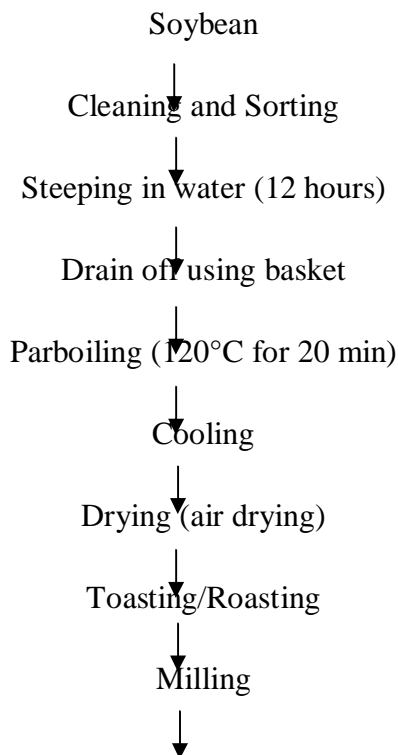 Soybean
Cleaning and Sorting
Steeping in water (12 hours)
Drain off using basket
Parboiling (120°C for 20 min)
Cooling
Drying (air drying)
Toasting/Roasting
Milling